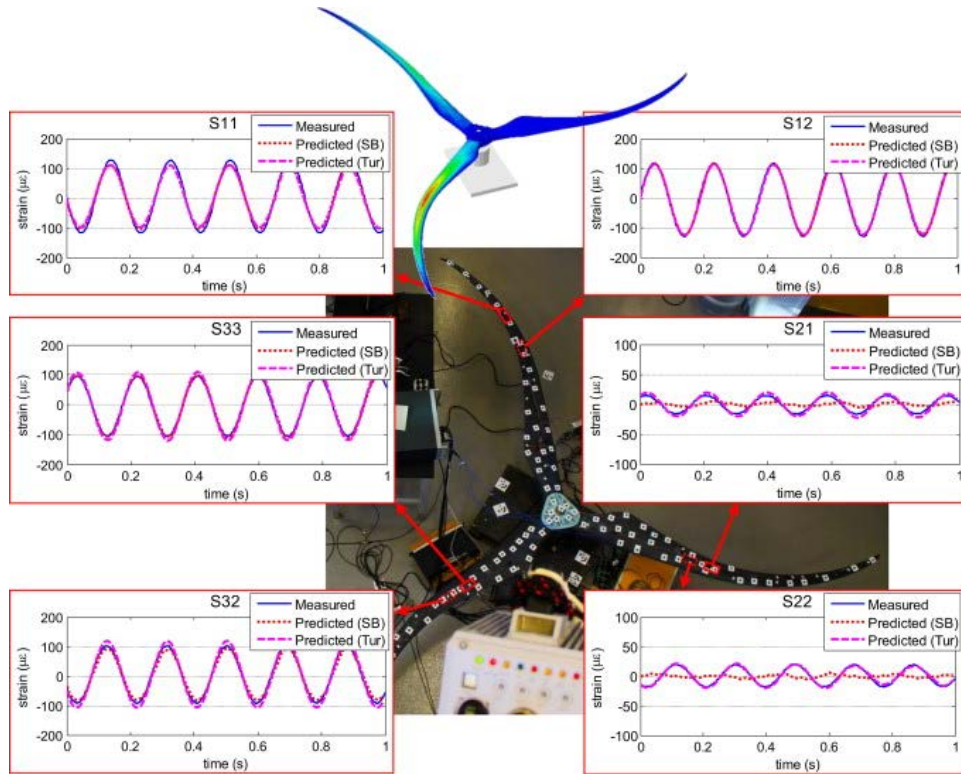 S11
Measured
Predicted (SB)
Predicted (Tur)
strain (με)
200
100
0
-100
-200
0
0.2
0.4
0.6
0.8
1
time (s)
S12
Measured
Predicted (SB)
Predicted (Tur)
strain (με)
200
100
0
-100
-200
0
0.2
0.4
0.6
0.8
1
time (s)
S33
Measured
Predicted (SB)
Predicted (Tur)
strain (με)
200
100
0
-100
-200
0
0.2
0.4
0.6
0.8
1
time (s)
S21
Measured
Predicted (SB)
Predicted (Tur)
strain (με)
100
50
0
-50
-100
0
0.2
0.4
0.6
0.8
1
time (s)
S32
Measured
Predicted (SB)
Predicted (Tur)
strain (με)
200
100
0
-100
-200
0
0.2
0.4
0.6
0.8
1
time (s)
S22
Measured
Predicted (SB)
Predicted (Tur)
strain (με)
100
50
0
-50
-100
0
0.2
0.4
0.6
0.8
1
time (s)